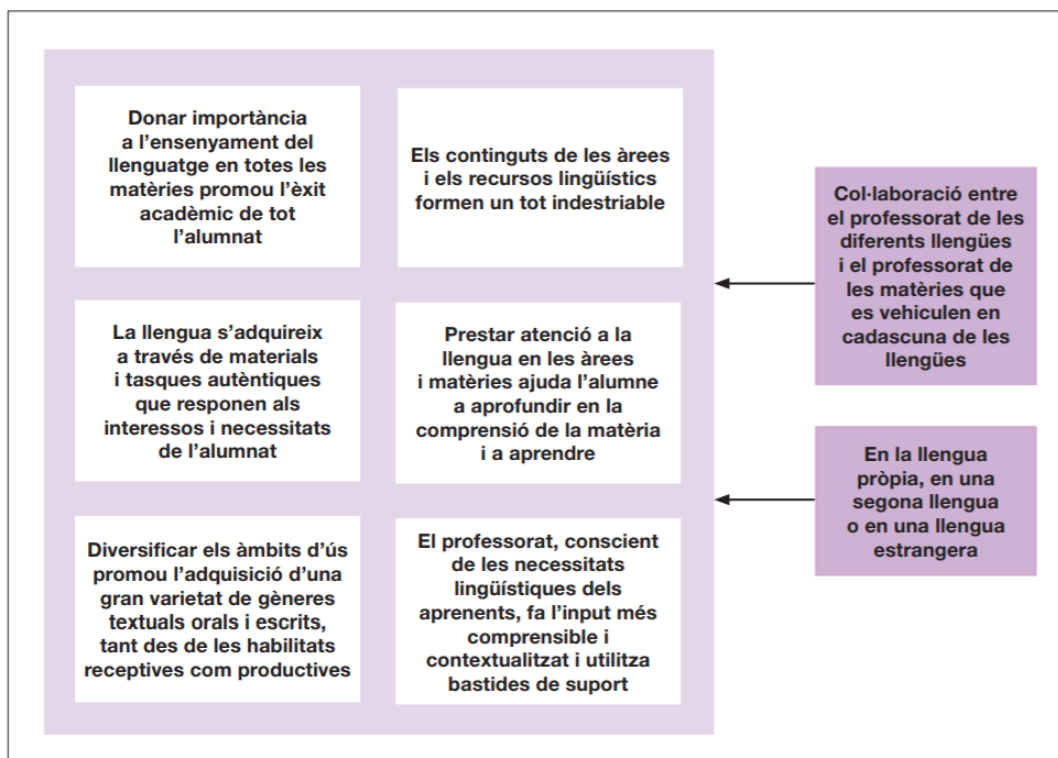 Donar importància
a l'ensenyament del
llenguatge en totes les
matèries promou l'èxit
acadèmic de tot
l'alumnat
Els continguts de les àrees
i els recursos lingüístics
formen un tot indestriable
La llengua s'adquireix
a través de materials
i tasques autèntiques
que responen als
interessos i necessitats
de l'alumnat
Prestar atenció a la
llengua en les àrees
i matèries ajuda l'alumne
a aprofundir en la
comprensió de la matèria
i a aprendre
Diversificar els àmbits d'ús
promou l'adquisició d'una
gran varietat de gèneres
textuals orals i escrits,
tant des de les habilitats
receptives com productives
El professorat, conscient
de les necessitats
lingüístiques dels
aprenents, fa l'input més
comprensible i
contextualitzat i utilitza
bastides de suport
Col·laboració entre
el professorat de les
diferents llengües
i el professorat de
les matèries que
es vehiculen en
cadascuna de les
llengües
En la llengua
pròpia, en una
segona llengua
o en una llengua
estrangera